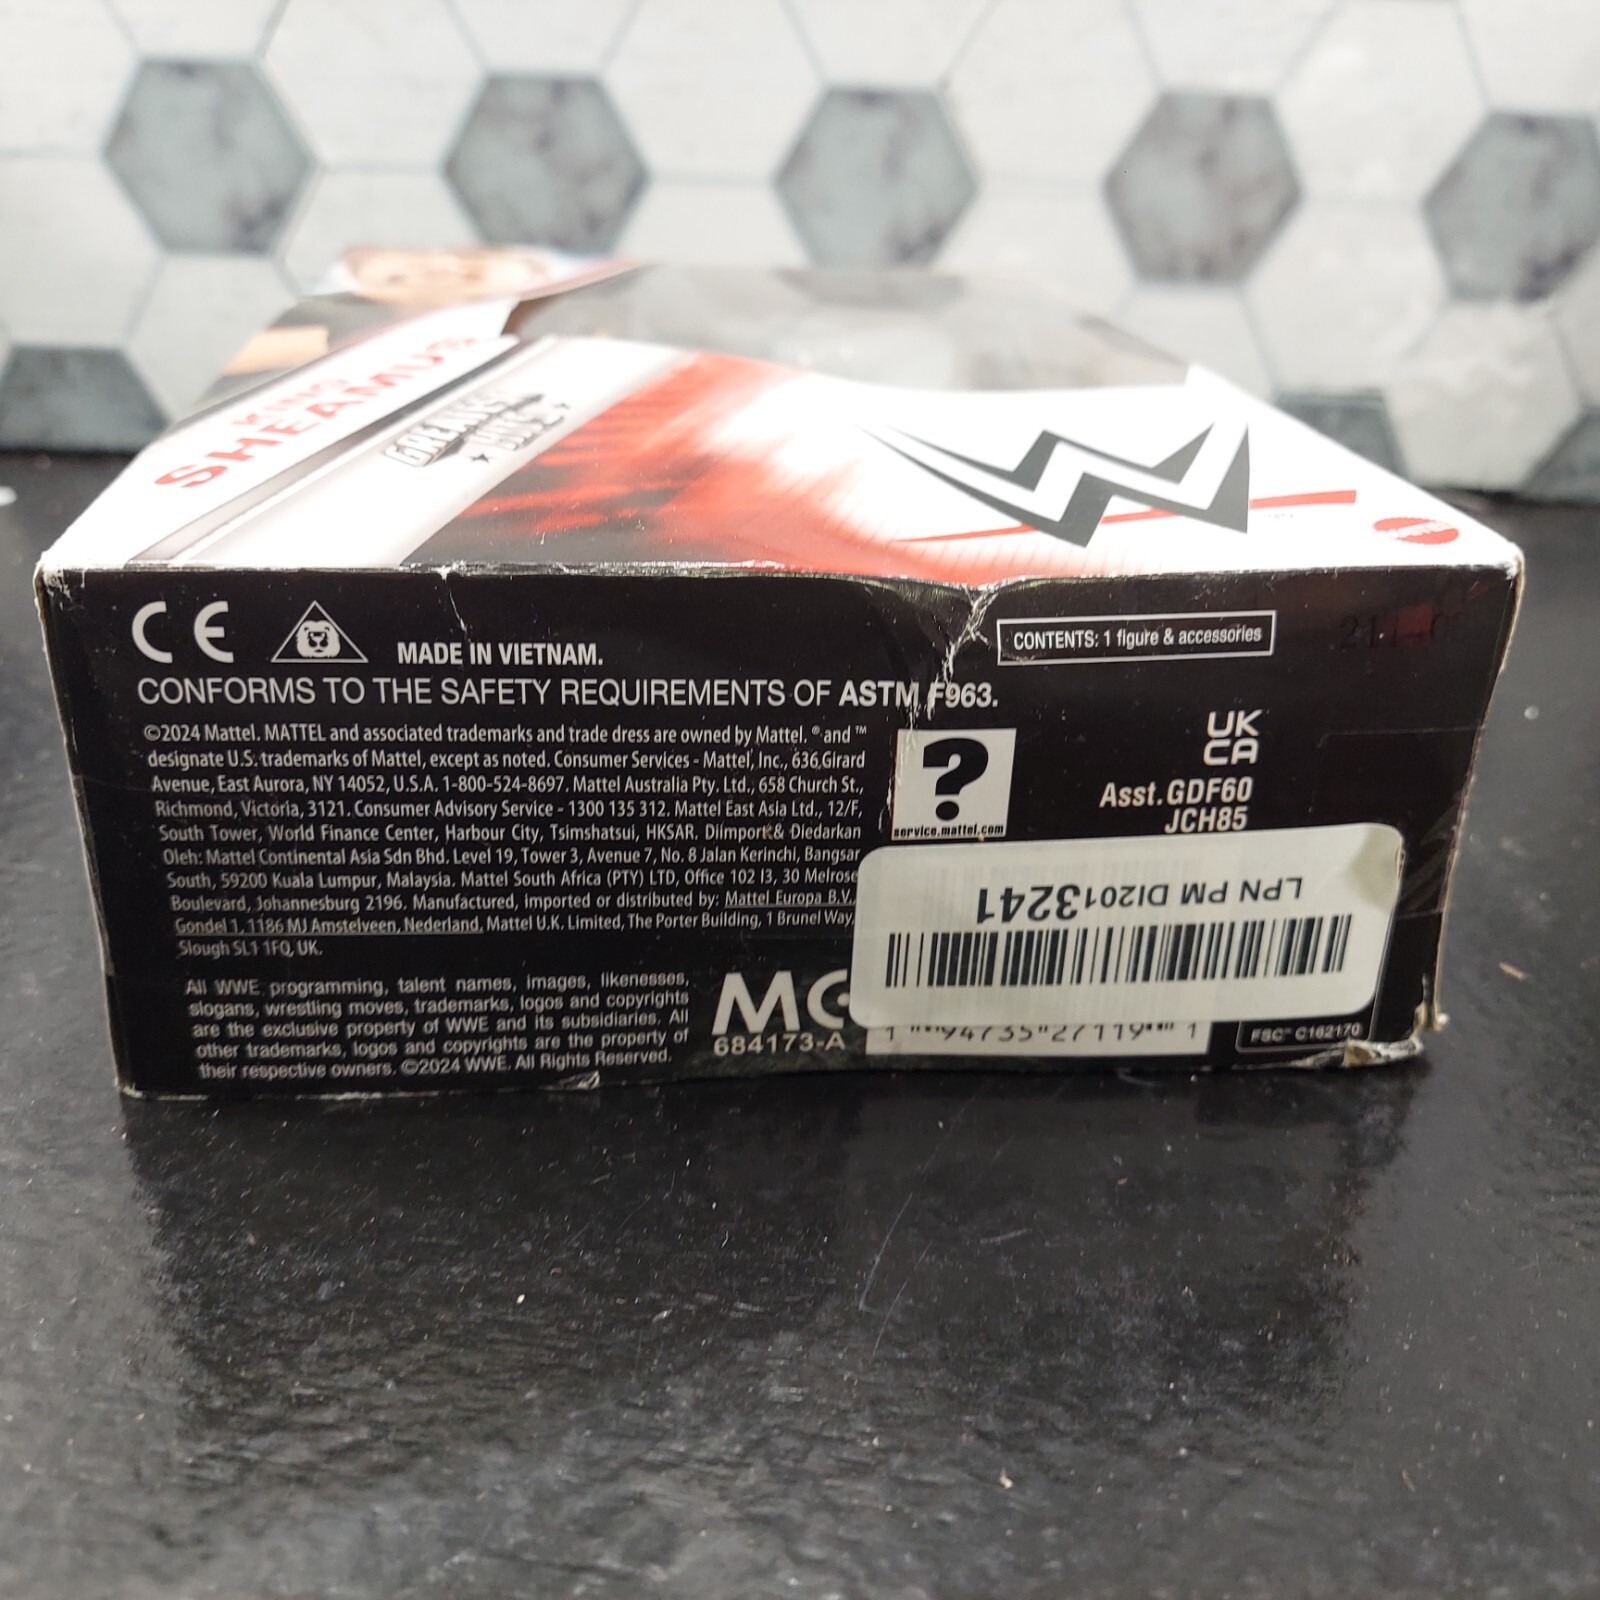 KING
SHEAMUS
GREATEST
HITS
MATTEL
CE
MADE IN VIETNAM.
CONTENTS: 1 figure & accessories
CONFORMS TO THE SAFETY REQUIREMENTS OF ASTM F963.
©2024 Mattel. MATTEL and associated trademarks and trade dress are owned by Mattel. ® and ™
designate U.S. trademarks of Mattel, except as noted. Consumer Services - Mattel, Inc., 636 Girard
Avenue, East Aurora, NY 14052, U.S.A. 1-800-524-8697. Mattel Australia Pty. Ltd., 658 Church St.,
Richmond, Victoria, 3121. Consumer Advisory Service - 1300 135 312. Mattel East Asia Ltd., 12/F,
South Tower, World Finance Center, Harbour City, Tsimshatsui, HKSAR. Diimport & Diedarkan
Oleh: Mattel Continental Asia Sdn Bhd. Level 19, Tower 3, Avenue 7, No. 8 Jalan Kerinchi, Bangsar
South, 59200 Kuala Lumpur, Malaysia. Mattel South Africa (PTY) LTD, Office 102 I3, 30 Melrose
Boulevard, Johannesburg 2196. Manufactured, imported or distributed by: Mattel Europa B.V.,
Gondel 1, 1186 MJ Amstelveen, Nederland. Mattel U.K. Limited, The Porter Building, 1 Brunel Way,
Slough SL1 1FQ, UK.
All WWE programming, talent names, images, likenesses,
slogans, wrestling moves, trademarks, logos and copyrights
are the exclusive property of WWE and its subsidiaries. All
other trademarks, logos and copyrights are the property of
their respective owners. ©2024 WWE. All Rights Reserved.
684173-A
?
service.mattel.com
UK
CA
Asst.GDF60
JCH85
LPN PM DI2013241
1 94735 27119 1
FSC™ C162170